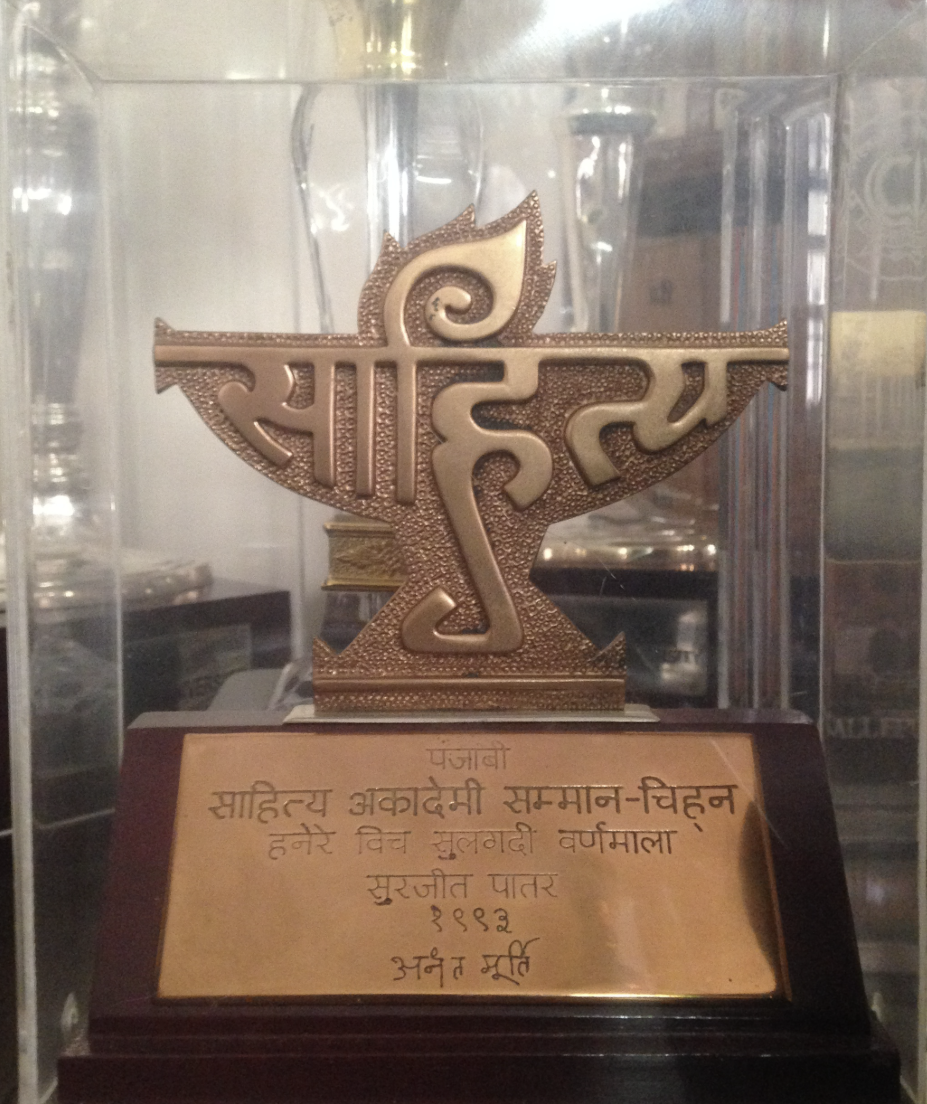 साहित्य
पंजाबी
साहित्य अकादेमी सम्मान-चिह्न
हनेरे विच सुलगदी वर्णमाला
सुरजीत पातर
१९९३
अनंत मूर्ति